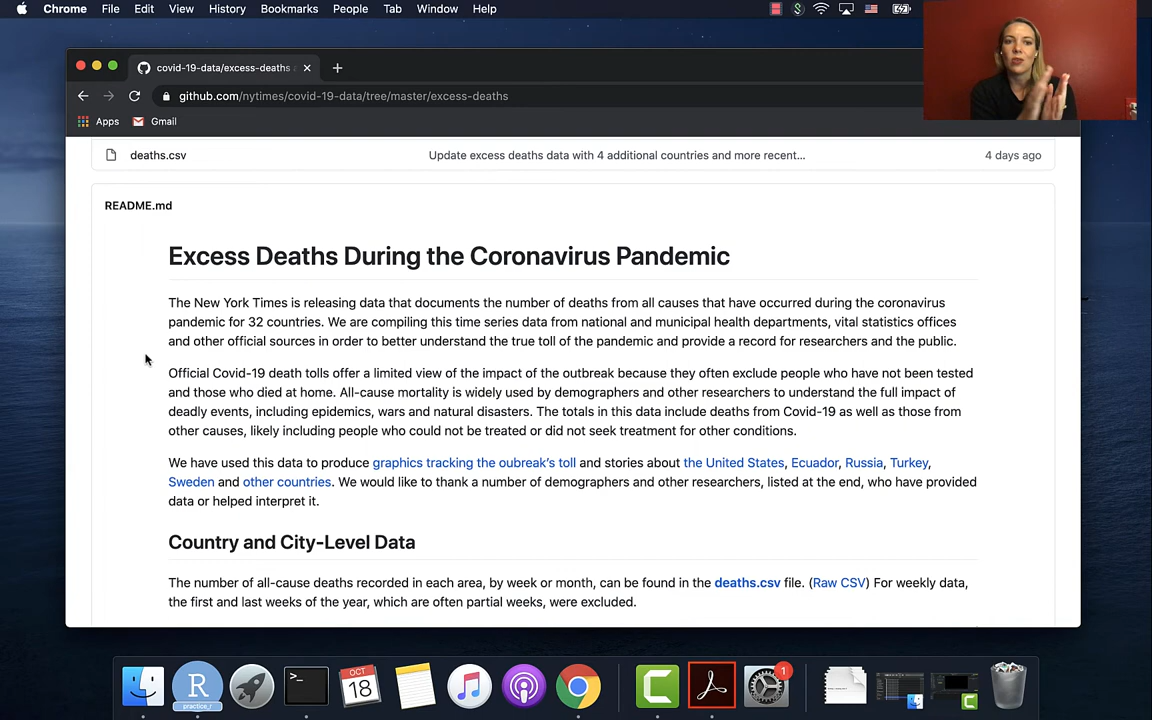 Chrome File Edit View History Bookmarks People Tab Window Help
covid-19-data/excess-deaths
github.com/nytimes/covid-19-data/tree/master/excess-deaths
Apps Gmail
deaths.csv Update excess deaths data with 4 additional countries and more recent... 4 days ago
README.md
Excess Deaths During the Coronavirus Pandemic
The New York Times is releasing data that documents the number of deaths from all causes that have occurred during the coronavirus
pandemic for 32 countries. We are compiling this time series data from national and municipal health departments, vital statistics offices
and other official sources in order to better understand the true toll of the pandemic and provide a record for researchers and the public.
Official Covid-19 death tolls offer a limited view of the impact of the outbreak because they often exclude people who have not been tested
and those who died at home. All-cause mortality is widely used by demographers and other researchers to understand the full impact of
deadly events, including epidemics, wars and natural disasters. The totals in this data include deaths from Covid-19 as well as those from
other causes, likely including people who could not be treated or did not seek treatment for other conditions.
We have used this data to produce graphics tracking the oubreak's toll and stories about the United States, Ecuador, Russia, Turkey,
Sweden and other countries. We would like to thank a number of demographers and other researchers, listed at the end, who have provided
data or helped interpret it.
Country and City-Level Data
The number of all-cause deaths recorded in each area, by week or month, can be found in the deaths.csv file. (Raw CSV) For weekly data,
the first and last weeks of the year, which are often partial weeks, were excluded.
R
practice_r
>_
OCT
18
1